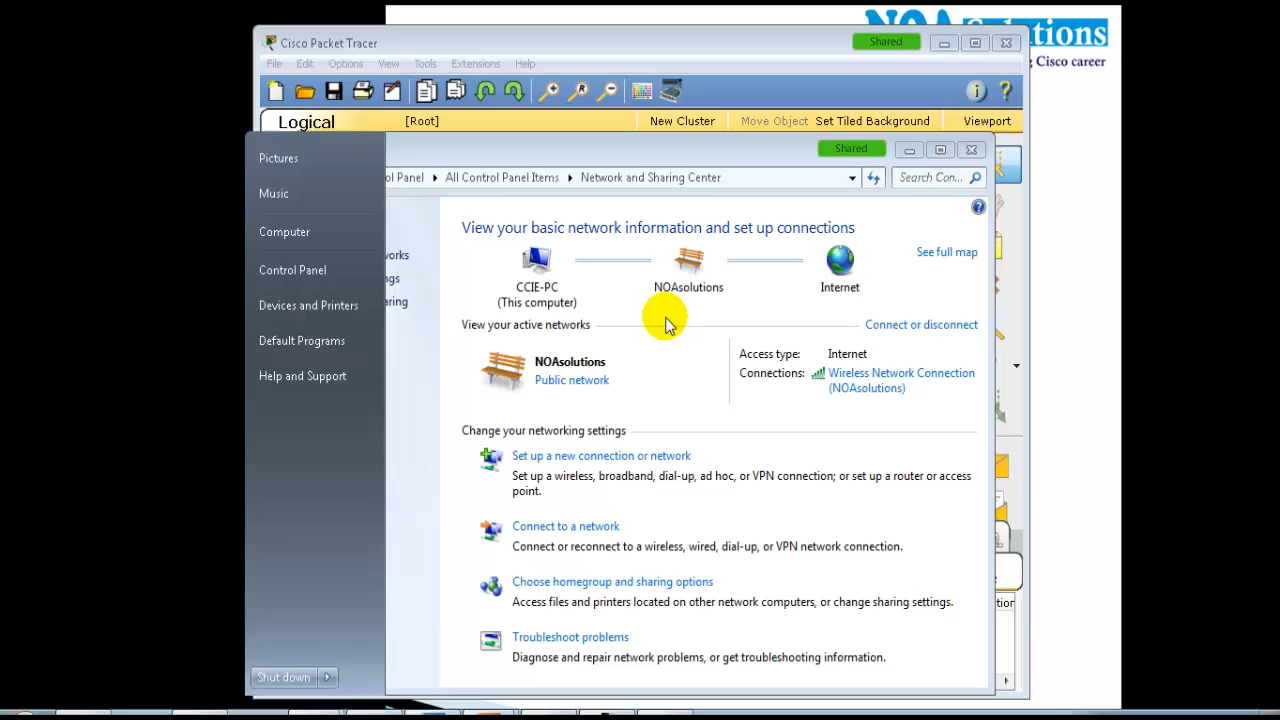 NOA Solutions
g Cisco career
Cisco Packet Tracer
Shared
File Edit Options View Tools Extensions Help
Logical
[Root]
New Cluster
Move Object
Set Tiled Background
Viewport
Shared
ol Panel
All Control Panel Items
Network and Sharing Center
Search Con...
Pictures
Music
Computer
Control Panel
Devices and Printers
Default Programs
Help and Support
Shut down
orks
ngs
aring
View your basic network information and set up connections
See full map
CCIE-PC
(This computer)
NOAsolutions
Internet
View your active networks
Connect or disconnect
NOAsolutions
Public network
Access type: Internet
Connections: Wireless Network Connection
(NOAsolutions)
Change your networking settings
Set up a new connection or network
Set up a wireless, broadband, dial-up, ad hoc, or VPN connection; or set up a router or access
point.
Connect to a network
Connect or reconnect to a wireless, wired, dial-up, or VPN network connection.
Choose homegroup and sharing options
Access files and printers located on other network computers, or change sharing settings.
Troubleshoot problems
Diagnose and repair network problems, or get troubleshooting information.
tion